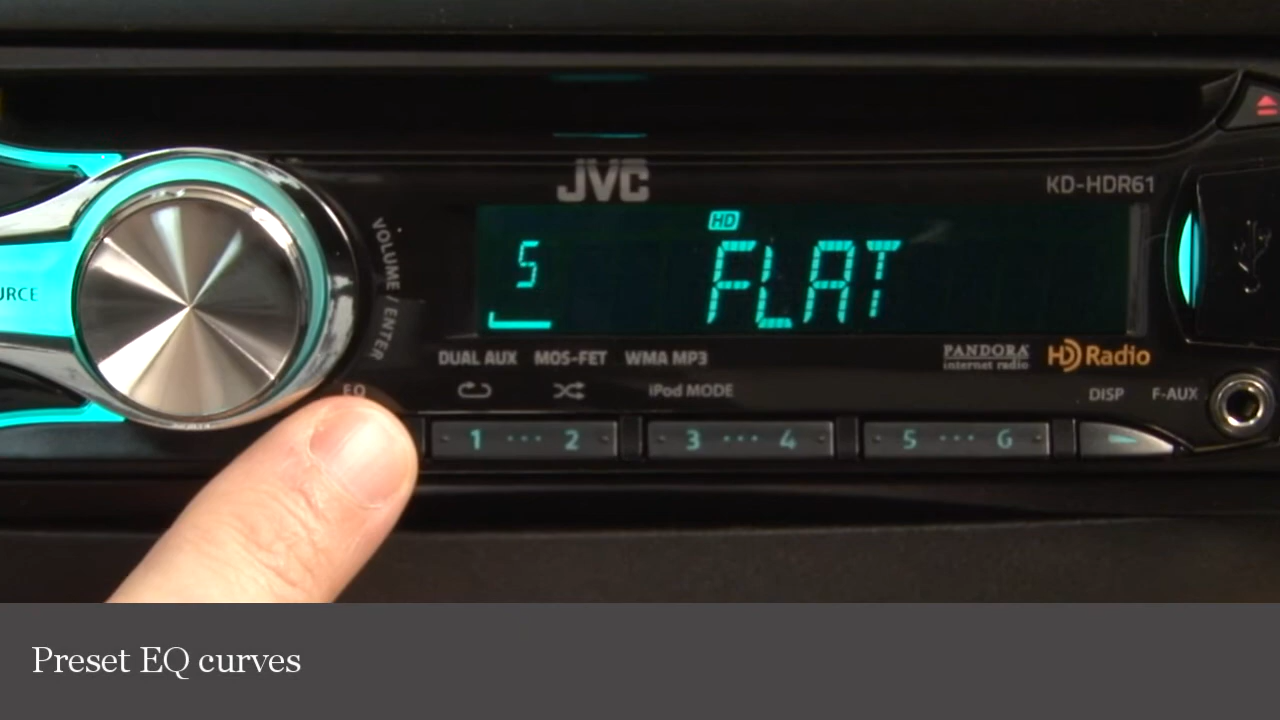 JVC
KD-HDR61
HD
5 FLAT
URCE
VOLUME / ENTER
DUAL AUX MOS-FET WMA MP3
PANDORA
internet radio
HD Radio
EQ
iPod MODE
DISP F-AUX
1 ... 2
3 ... 4
5 ... 6
Preset EQ curves